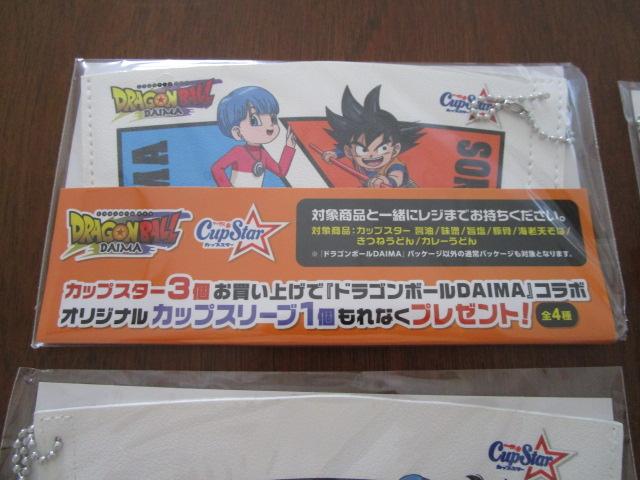 DRAGON BALL
DAIMA
CupStar
SON
DRAGON BALL
DAIMA
CupStar
カップスター
対象商品と一緒にレジまでお持ちください。
対象商品:カップスター 醤油/味噌/旨塩/豚骨/海老天そば/
きつねうどん/カレーうどん
※『ドラゴンボールDAIMA』パッケージ以外の通常パッケージも対象となります。
カップスター3個 お買い上げで『ドラゴンボールDAIMA』コラボ
オリジナル カップスリーブ1個 もれなくプレゼント! 全4種
CupStar
カップスター